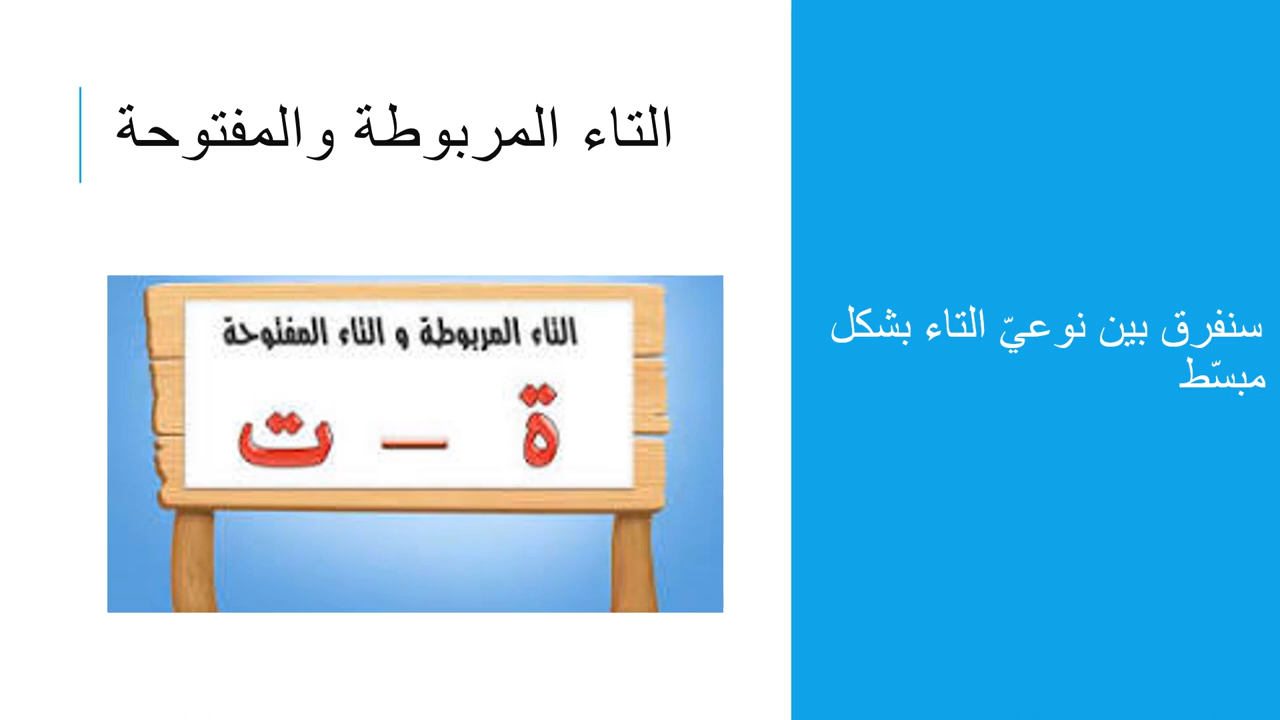 التاء المربوطة والمفتوحة
التاء المربوطة و التاء المفتوحة
ة – ت
سنفرق بين نوعيّ التاء بشكل
مبسّط